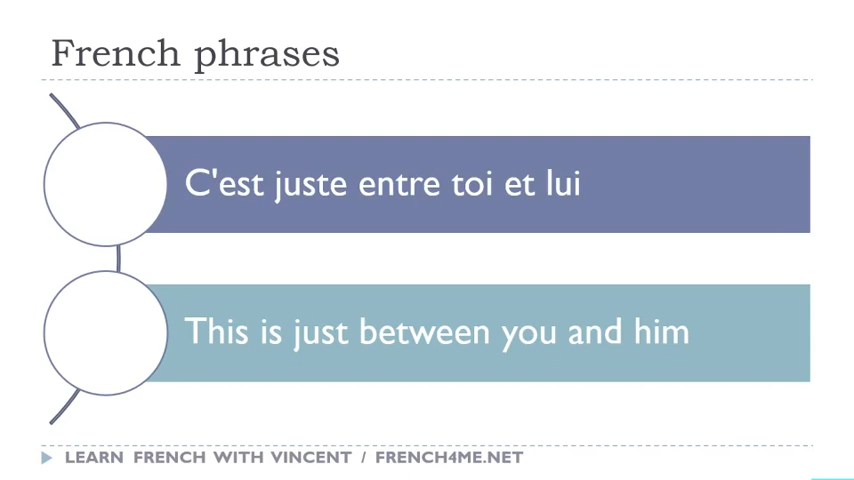 French phrases
C'est juste entre toi et lui
This is just between you and him
LEARN FRENCH WITH VINCENT / FRENCH4ME.NET